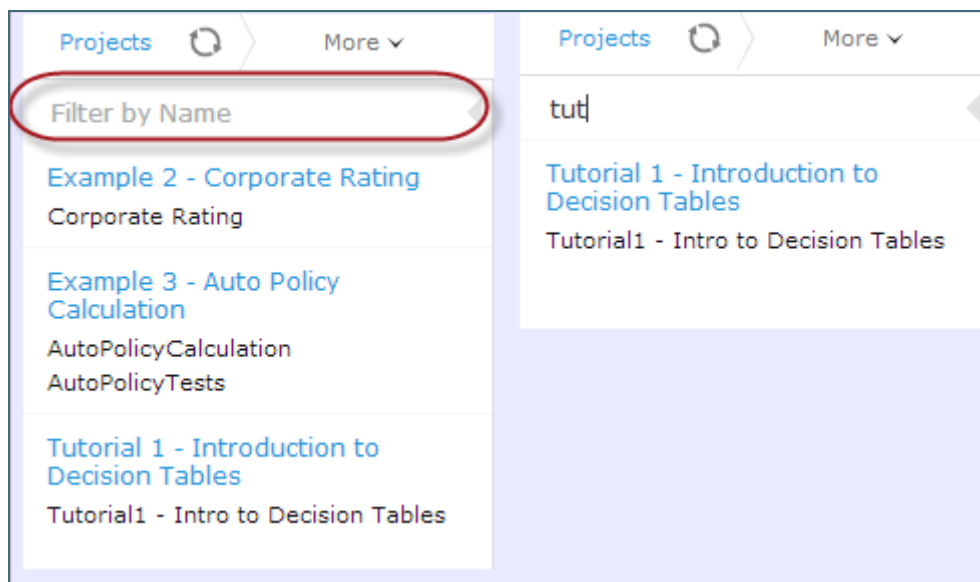 Projects More
Filter by Name
Example 2 - Corporate Rating
Corporate Rating
Example 3 - Auto Policy
Calculation
AutoPolicyCalculation
AutoPolicyTests
Tutorial 1 - Introduction to
Decision Tables
Tutorial1 - Intro to Decision Tables
Projects More
tut
Tutorial 1 - Introduction to
Decision Tables
Tutorial1 - Intro to Decision Tables